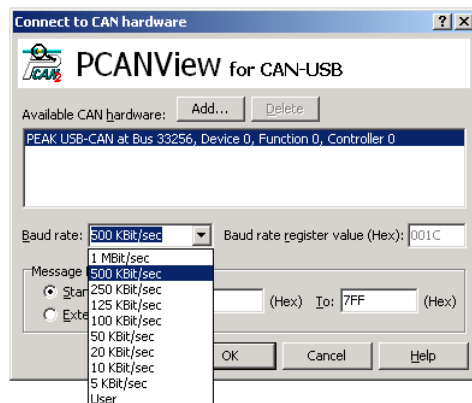 Connect to CAN hardware
PCAN2
PCANView for CAN-USB
Available CAN hardware: Add... Delete
PEAK USB-CAN at Bus 33256, Device 0, Function 0, Controller 0
Baud rate: 500 KBit/sec Baud rate register value (Hex): 001C
1 MBit/sec
500 KBit/sec
250 KBit/sec
125 KBit/sec
100 KBit/sec
50 KBit/sec
20 KBit/sec
10 KBit/sec
5 KBit/sec
User
Message
(Hex) To: 7FF (Hex)
OK Cancel Help